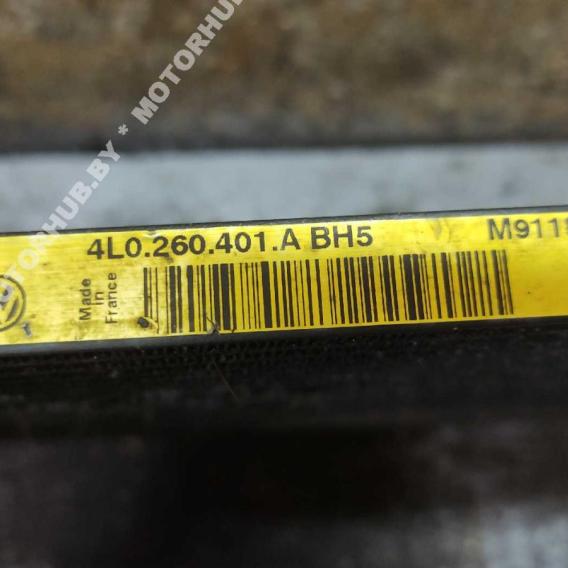 MOTORHUB.BY * MOTORHUB.BY
4L0.260.401.A BH5
Made
in
France